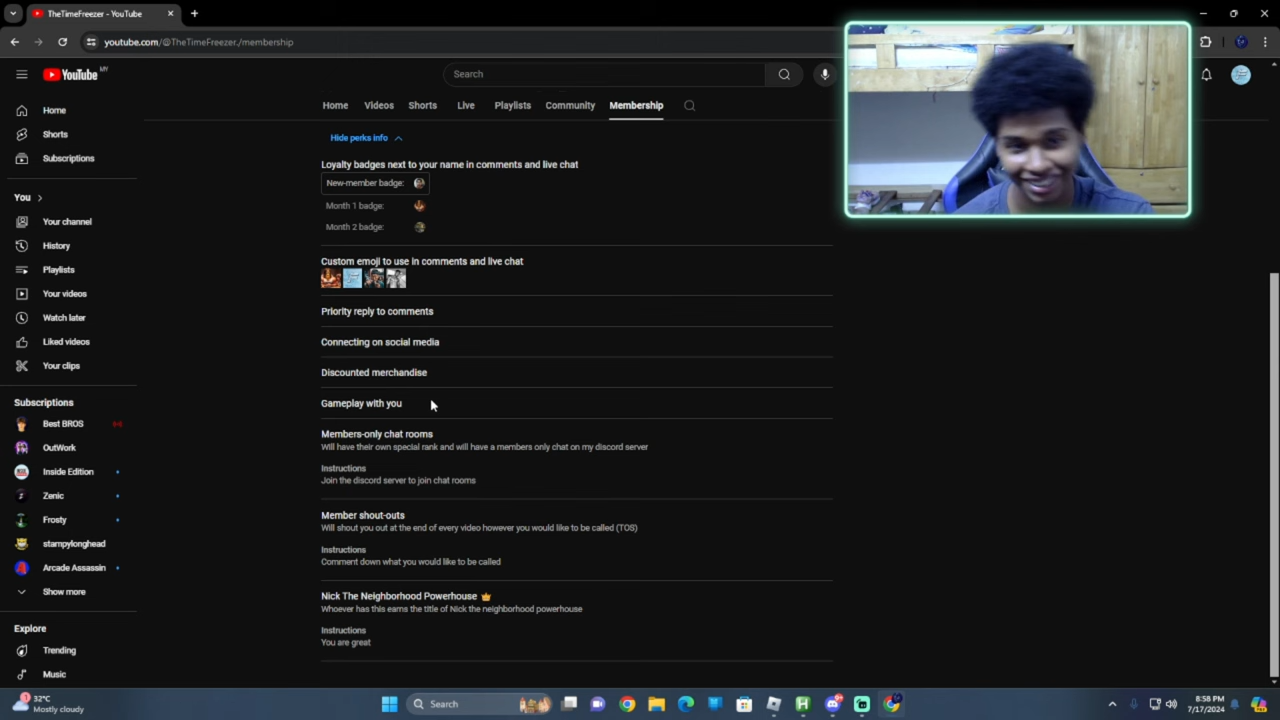 TheTimeFreezer - YouTube
youtube.com/@TheTimeFreezer./membership
YouTube MY
Search
Home
Shorts
Subscriptions
You
Your channel
History
Playlists
Your videos
Watch later
Liked videos
Your clips
Subscriptions
Best BROS
OutWork
Inside Edition
Zenic
Frosty
stampylonghead
Arcade Assassin
Show more
Explore
Trending
Music
Home Videos Shorts Live Playlists Community Membership
Hide perks info
Loyalty badges next to your name in comments and live chat
New-member badge:
Month 1 badge:
Month 2 badge:
Custom emoji to use in comments and live chat
Priority reply to comments
Connecting on social media
Discounted merchandise
Gameplay with you
Members-only chat rooms
Will have their own special rank and will have a members only chat on my discord server
Instructions
Join the discord server to join chat rooms
Member shout-outs
Will shout you out at the end of every video however you would like to be called (TOS)
Instructions
Comment down what you would like to be called
Nick The Neighborhood Powerhouse
Whoever has this earns the title of Nick the neighborhood powerhouse
Instructions
You are great
1
32°C
Mostly cloudy
Search
8:58 PM
7/17/2024